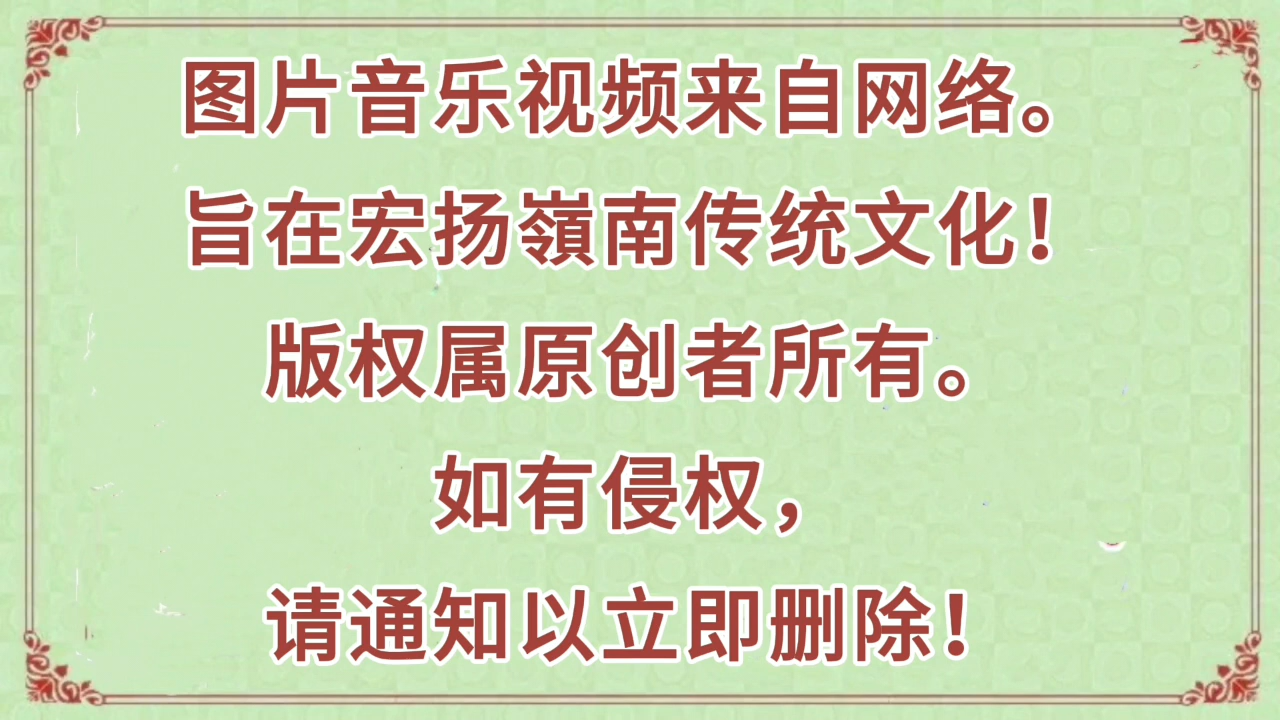 图片音乐视频来自网络。
旨在宏扬嶺南传统文化！
版权属原创者所有。
如有侵权，
请通知以立即删除！